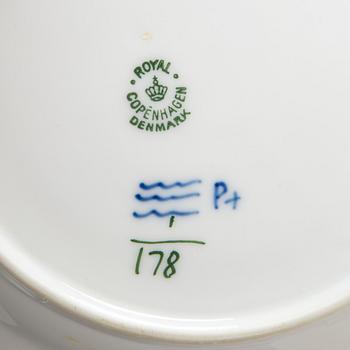 ROYAL
COPENHAGEN
DENMARK
P+
1
178